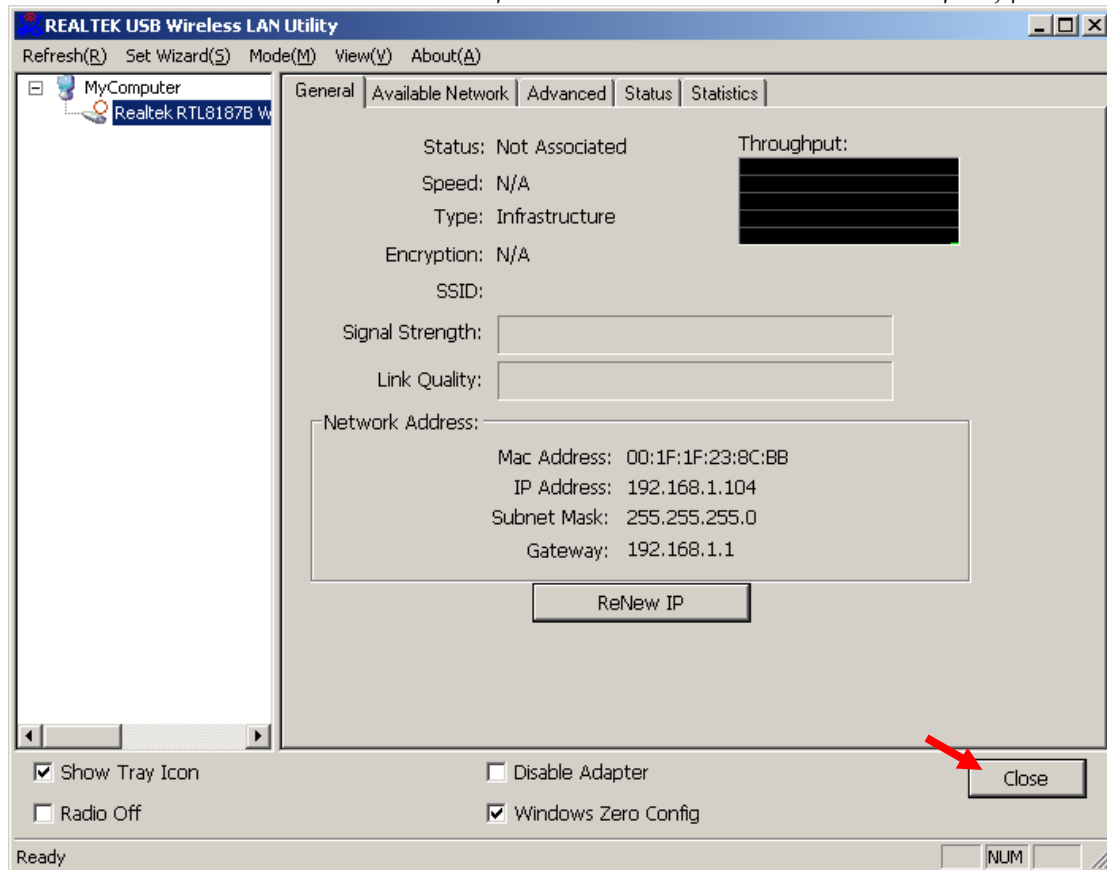 REALTEK USB Wireless LAN Utility
Refresh(R) Set Wizard(S) Mode(M) View(V) About(A)
MyComputer
Realtek RTL8187B W
General Available Network Advanced Status Statistics
Status: Not Associated
Throughput:
Speed: N/A
Type: Infrastructure
Encryption: N/A
SSID:
Signal Strength:
Link Quality:
Network Address:
Mac Address: 00:1F:1F:23:8C:BB
IP Address: 192.168.1.104
Subnet Mask: 255.255.255.0
Gateway: 192.168.1.1
ReNew IP
Show Tray Icon
Disable Adapter
Close
Radio Off
Windows Zero Config
Ready
NUM